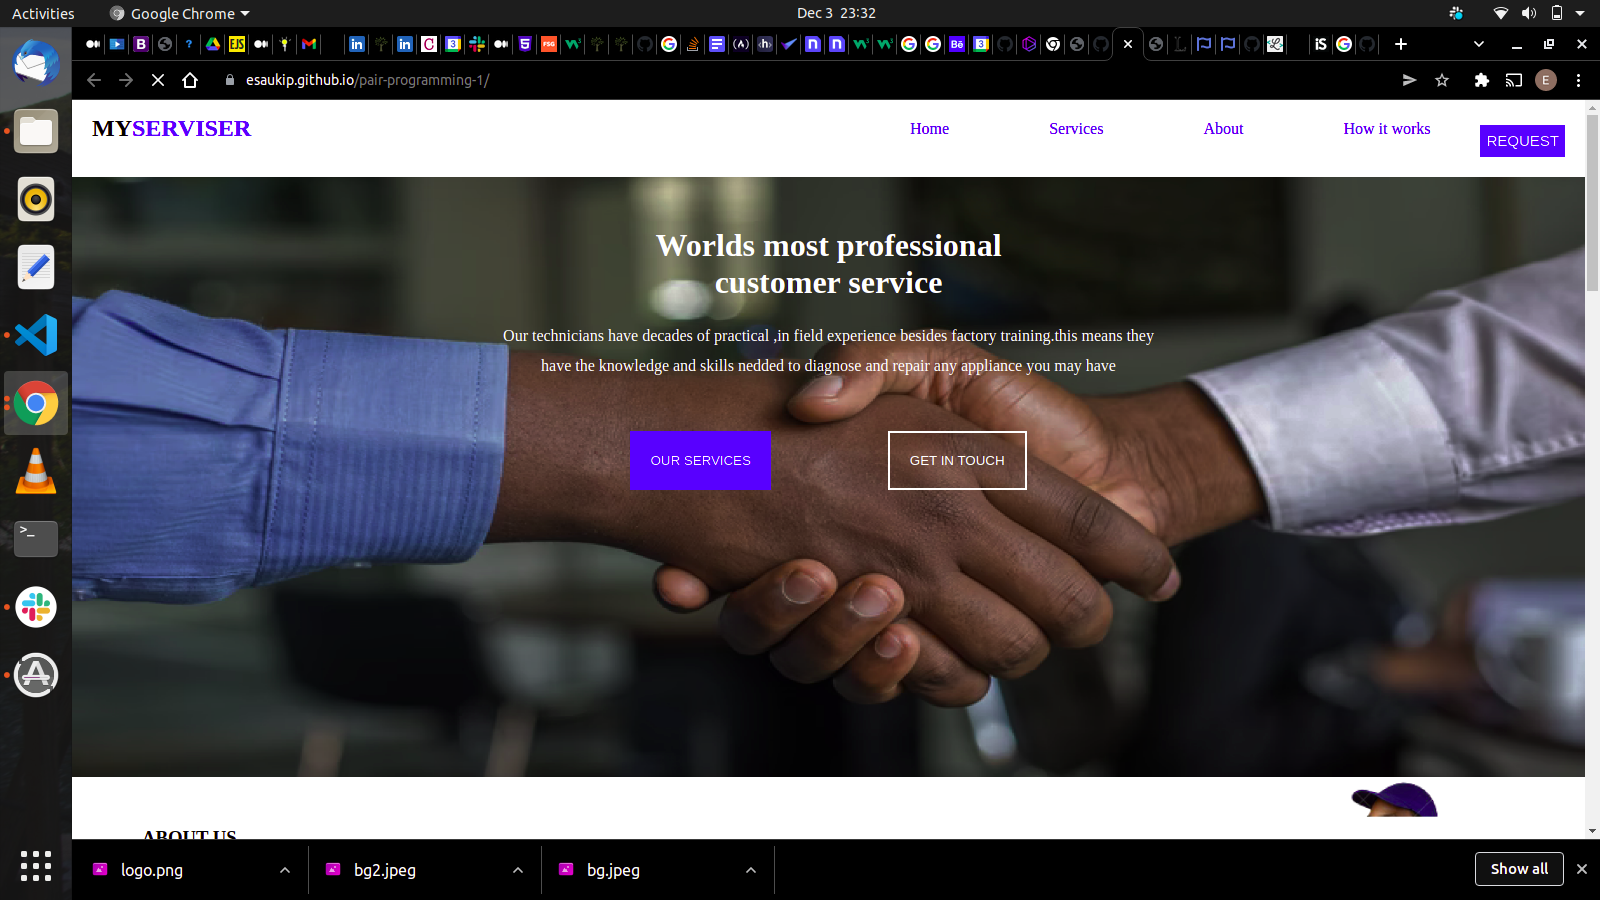 Activities
Google Chrome
Dec 3 23:32
esaukip.github.io/pair-programming-1/
E
MYSERVISER
Home
Services
About
How it works
REQUEST
Worlds most professional
customer service
Our technicians have decades of practical ,in field experience besides factory training.this means they
have the knowledge and skills nedded to diagnose and repair any appliance you may have
OUR SERVICES
GET IN TOUCH
ABOUT US
logo.png
bg2.jpeg
bg.jpeg
Show all